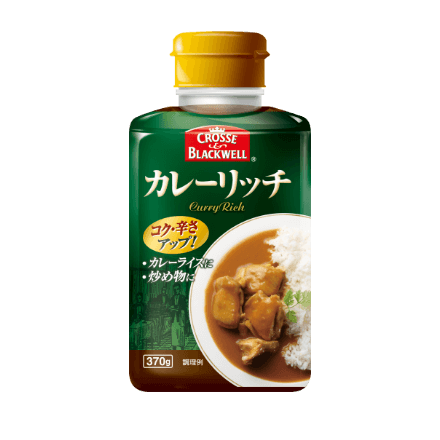 CROSSE
&
BLACKWELL®
カレーリッチ
Curry Rich
コク・辛さ
アップ!
・カレーライスに
・炒め物に
370g
調理例